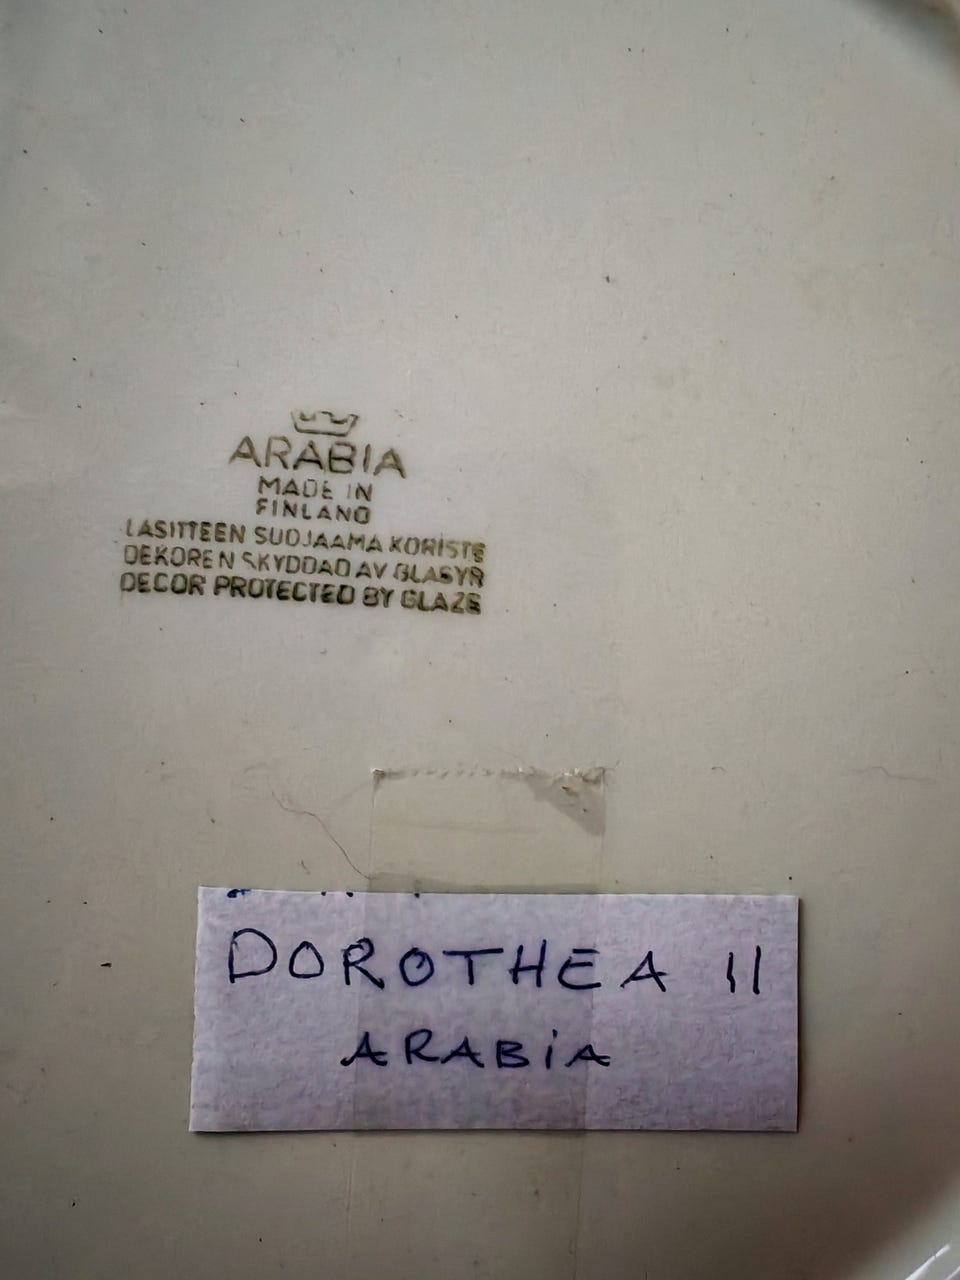 ARABIA
MADE IN
FINLAND
LASITTEEN SUOJAAMA KORISTE
DEKOREN SKYDDAD AV GLASYR
DECOR PROTECTED BY GLAZE
DOROTHEA II
ARABiA